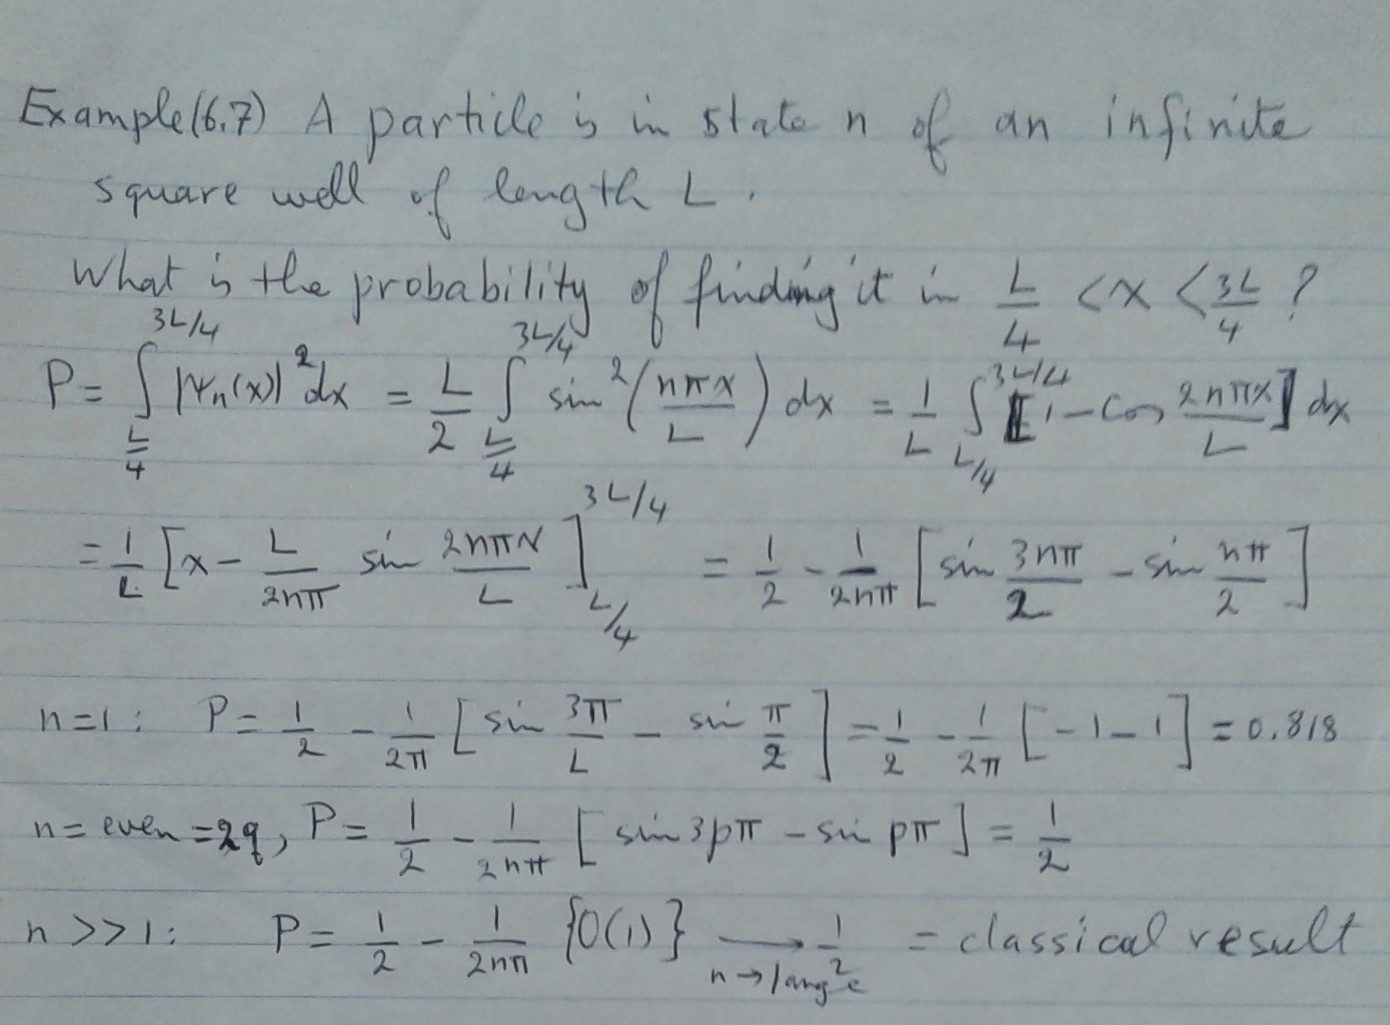 Example(6.7) A particle is in state n of an infinite
square well of length L.
What is the probability of finding it in L/4 < x < 3L/4 ?
P = ∫_{L/4}^{3L/4} |Ψn(x)|² dx = L/2 ∫_{L/4}^{3L/4} sin²(nπx/L) dx = 1/L ∫_{L/4}^{3L/4} [1 - Cos 2nπx/L] dx
= 1/L [x - L/2nπ sin 2nπx/L]_{L/4}^{3L/4} = 1/2 - 1/2nπ [sin 3nπ/2 - sin nπ/2]
n=1: P = 1/2 - 1/2π [sin 3π/L - sin π/2] = 1/2 - 1/2π [-1-1] = 0.818
n = even = 2q, P = 1/2 - 1/2nπ [sin 3pπ - sin pπ] = 1/2
n >> 1: P = 1/2 - 1/2nπ {O(1)} ⟶_{n→large} 1/2 = classical result